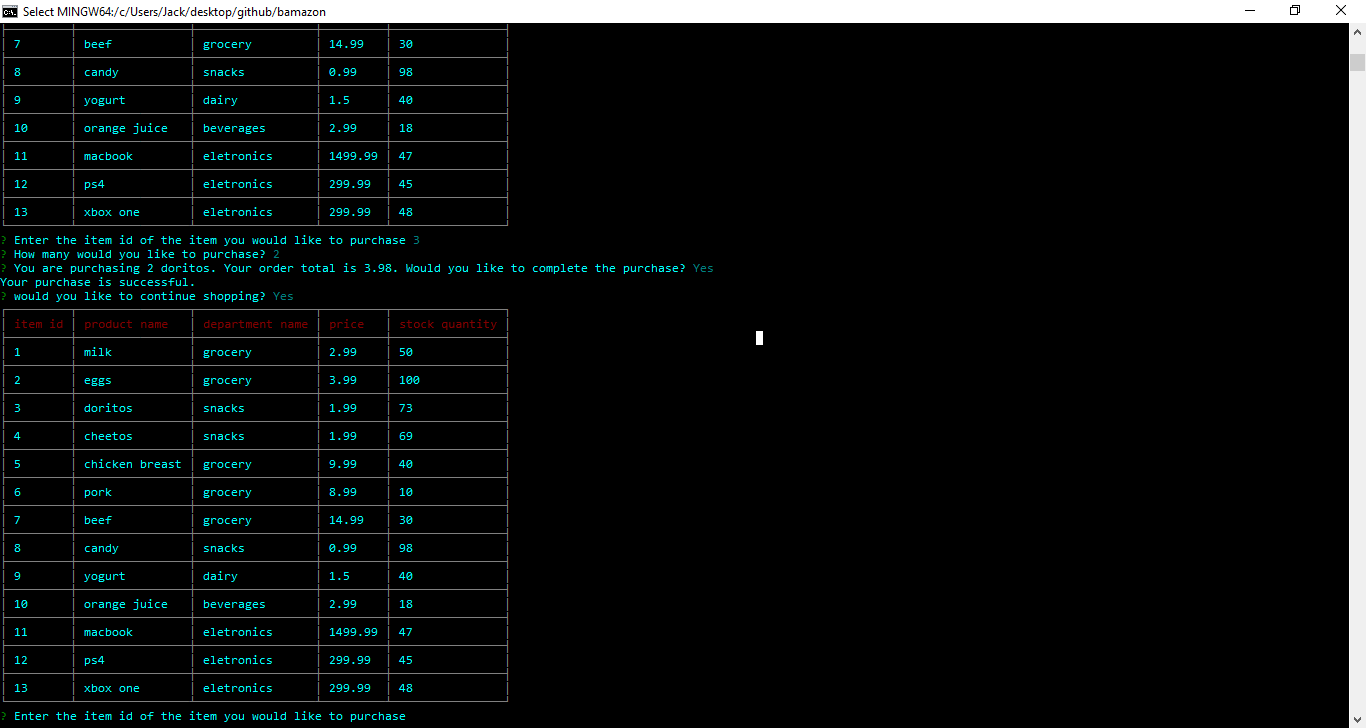 Select MINGW64:/c/Users/Jack/desktop/github/bamazon
7 beef grocery 14.99 30
8 candy snacks 0.99 98
9 yogurt dairy 1.5 40
10 orange juice beverages 2.99 18
11 macbook eletronics 1499.99 47
12 ps4 eletronics 299.99 45
13 xbox one eletronics 299.99 48
? Enter the item id of the item you would like to purchase 3
? How many would you like to purchase? 2
? You are purchasing 2 doritos. Your order total is 3.98. Would you like to complete the purchase? Yes
Your purchase is successful.
? would you like to continue shopping? Yes
item id product name department name price stock quantity
1 milk grocery 2.99 50
2 eggs grocery 3.99 100
3 doritos snacks 1.99 73
4 cheetos snacks 1.99 69
5 chicken breast grocery 9.99 40
6 pork grocery 8.99 10
7 beef grocery 14.99 30
8 candy snacks 0.99 98
9 yogurt dairy 1.5 40
10 orange juice beverages 2.99 18
11 macbook eletronics 1499.99 47
12 ps4 eletronics 299.99 45
13 xbox one eletronics 299.99 48
? Enter the item id of the item you would like to purchase